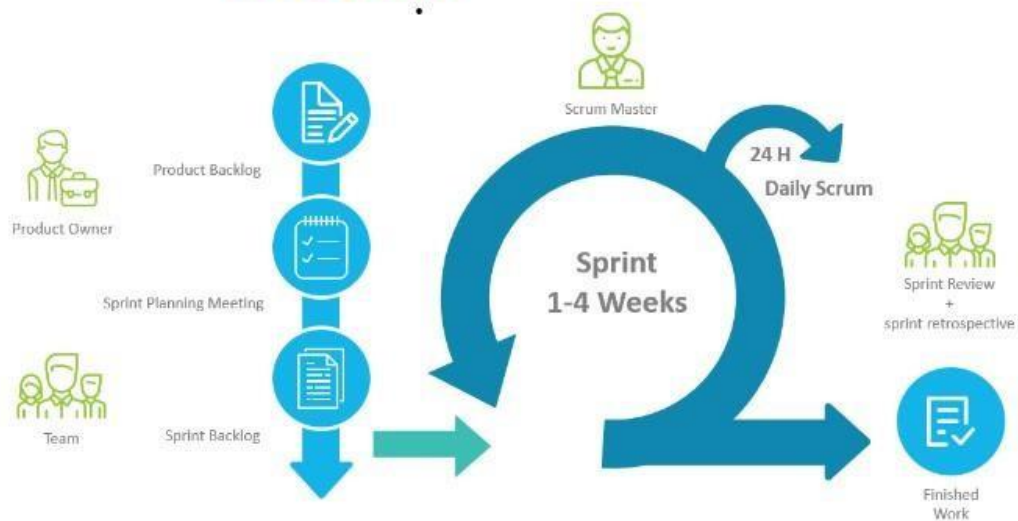 Scrum Master
24 H
Daily Scrum
Product Backlog
Product Owner
Sprint
1-4 Weeks
Sprint Review
+
sprint retrospective
Sprint Planning Meeting
Team
Sprint Backlog
Finished
Work